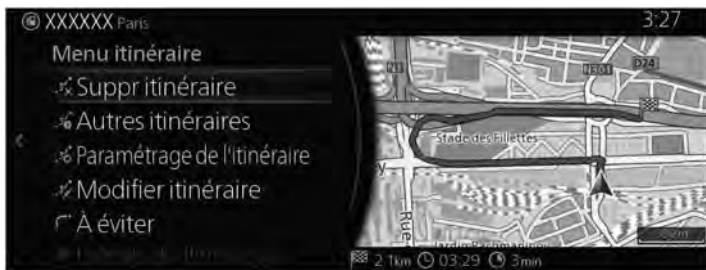 XXXXXX Paris 3:27
Menu itinéraire
Suppr itinéraire
Autres itinéraires
Paramétrage de l'itinéraire
Modifier itinéraire
À éviter
D24
Stade des Fillettes
Rue
2.1km 03:29 3min